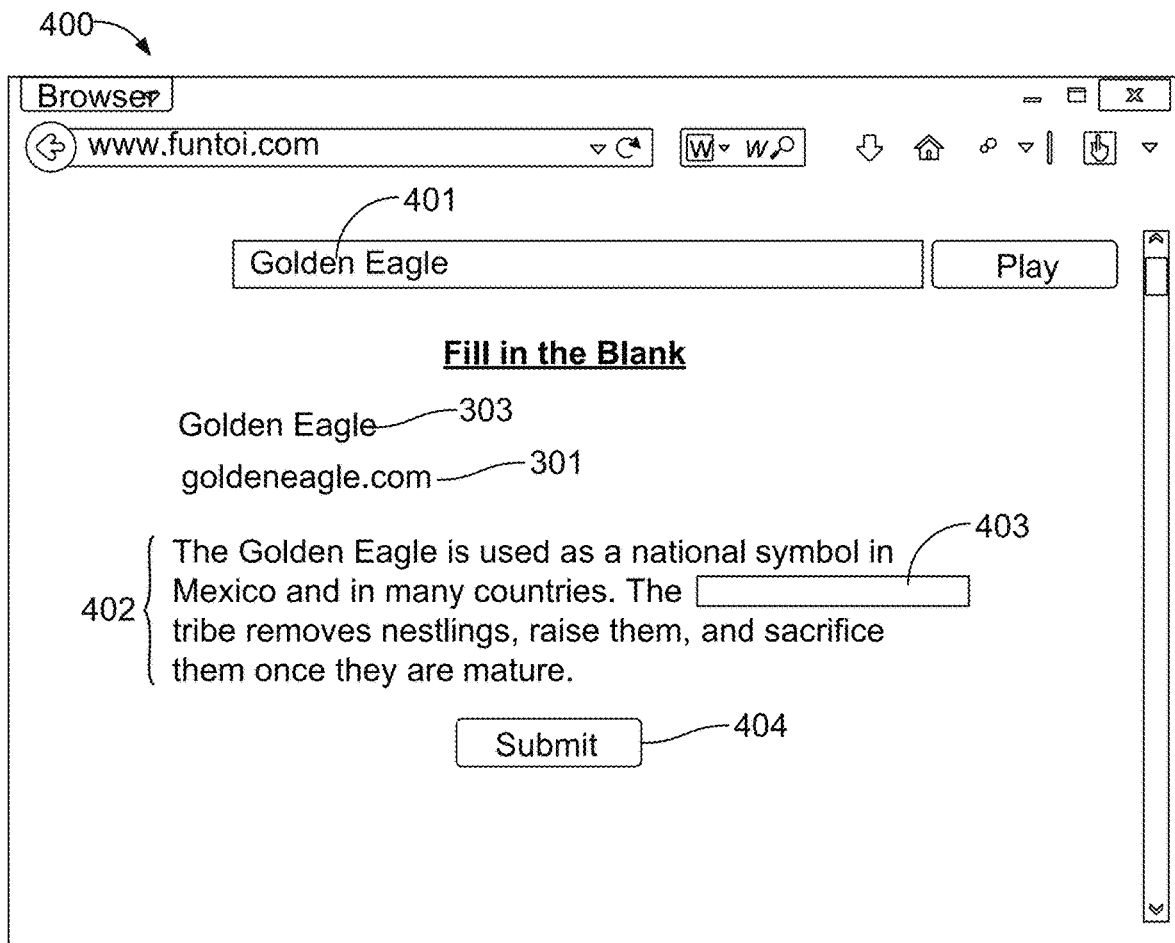 400
Browser
www.funtoi.com W W
401
Golden Eagle Play
Fill in the Blank
Golden Eagle 303
goldeneagle.com 301
403
The Golden Eagle is used as a national symbol in
Mexico and in many countries. The
402
tribe removes nestlings, raise them, and sacrifice
them once they are mature.
Submit 404